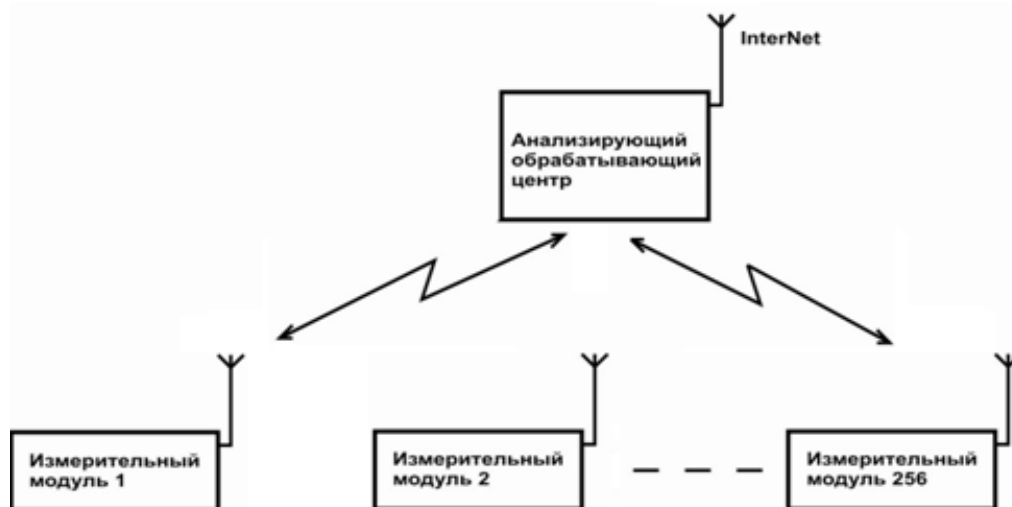 InterNet
Анализирующий
обрабатывающий
центр
Измерительный
модуль 1
Измерительный
модуль 2
Измерительный
модуль 256